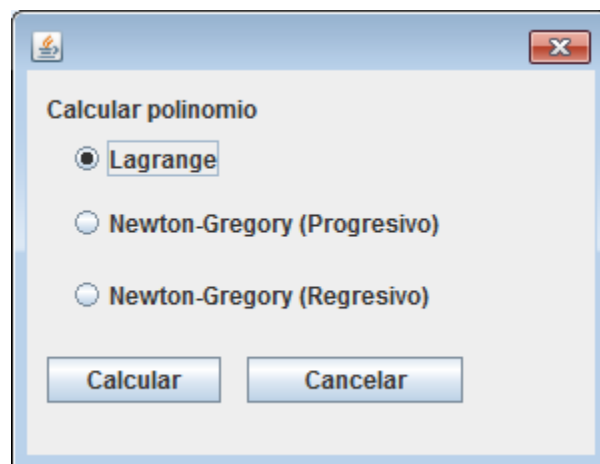 Calcular polinomio
Lagrange
Newton-Gregory (Progresivo)
Newton-Gregory (Regresivo)
Calcular Cancelar